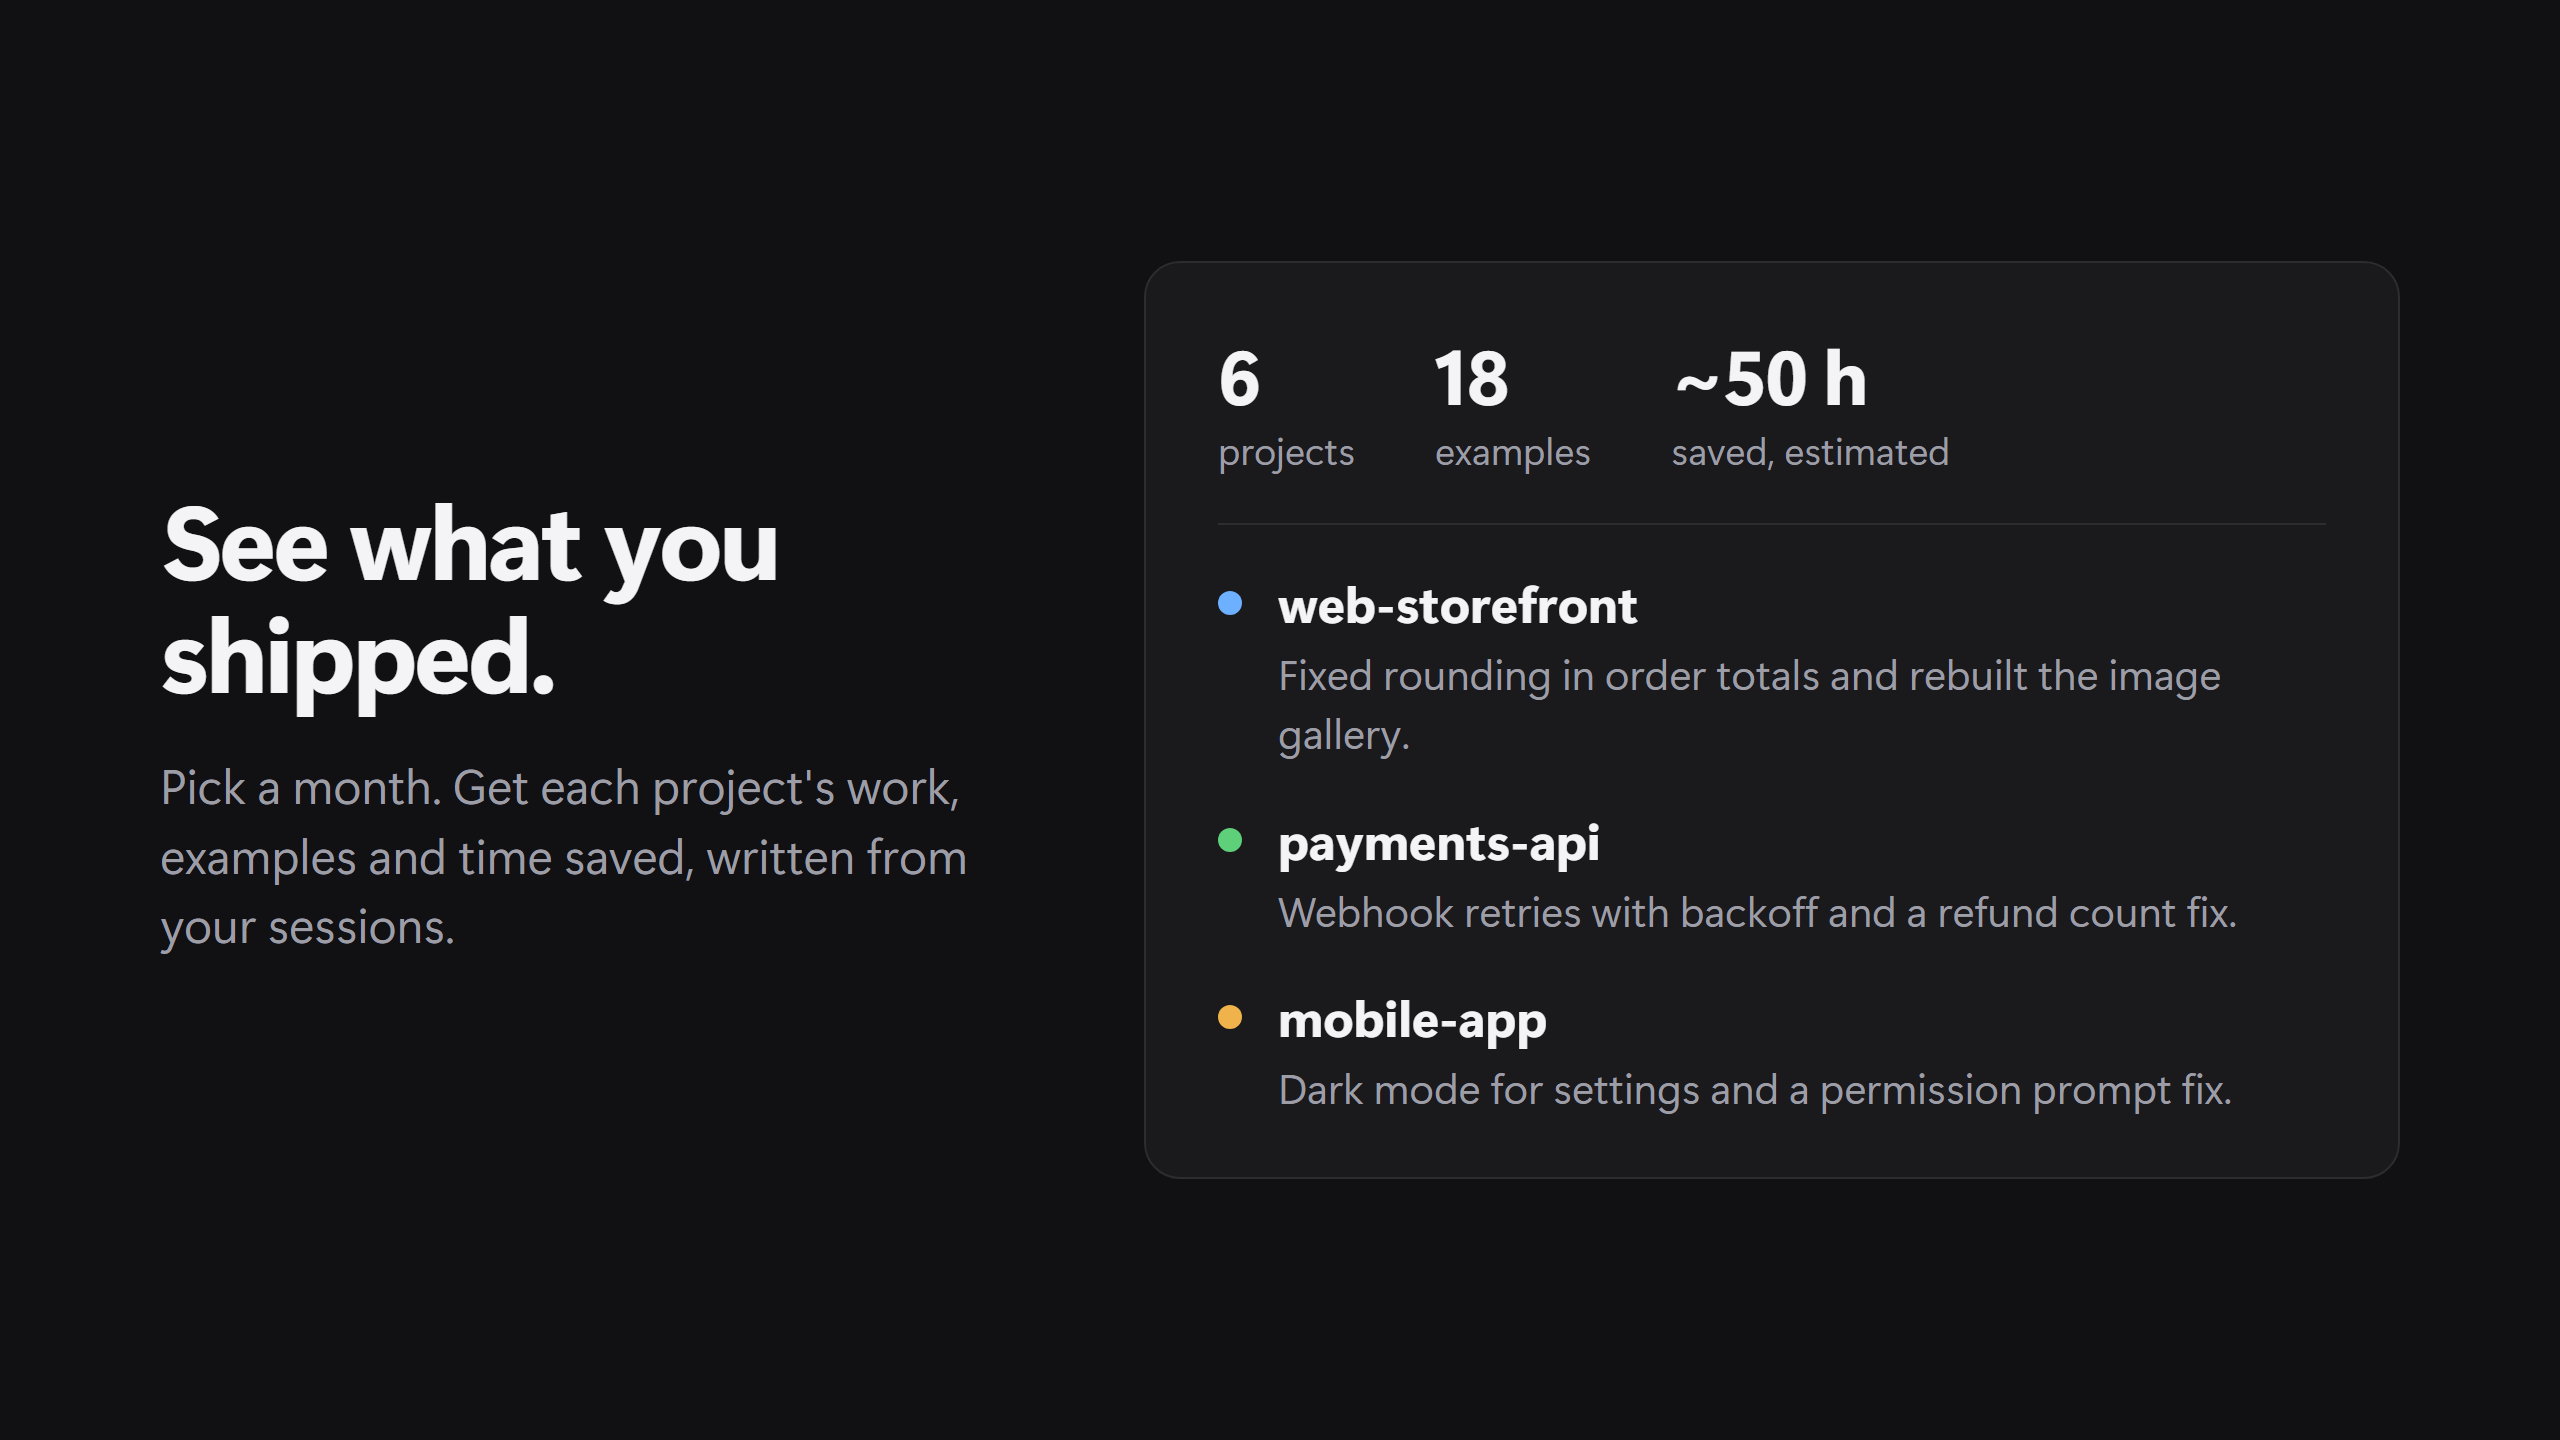 See what you
shipped.
Pick a month. Get each project's work,
examples and time saved, written from
your sessions.
6
projects
18
examples
~50 h
saved, estimated
web-storefront
Fixed rounding in order totals and rebuilt the image
gallery.
payments-api
Webhook retries with backoff and a refund count fix.
mobile-app
Dark mode for settings and a permission prompt fix.